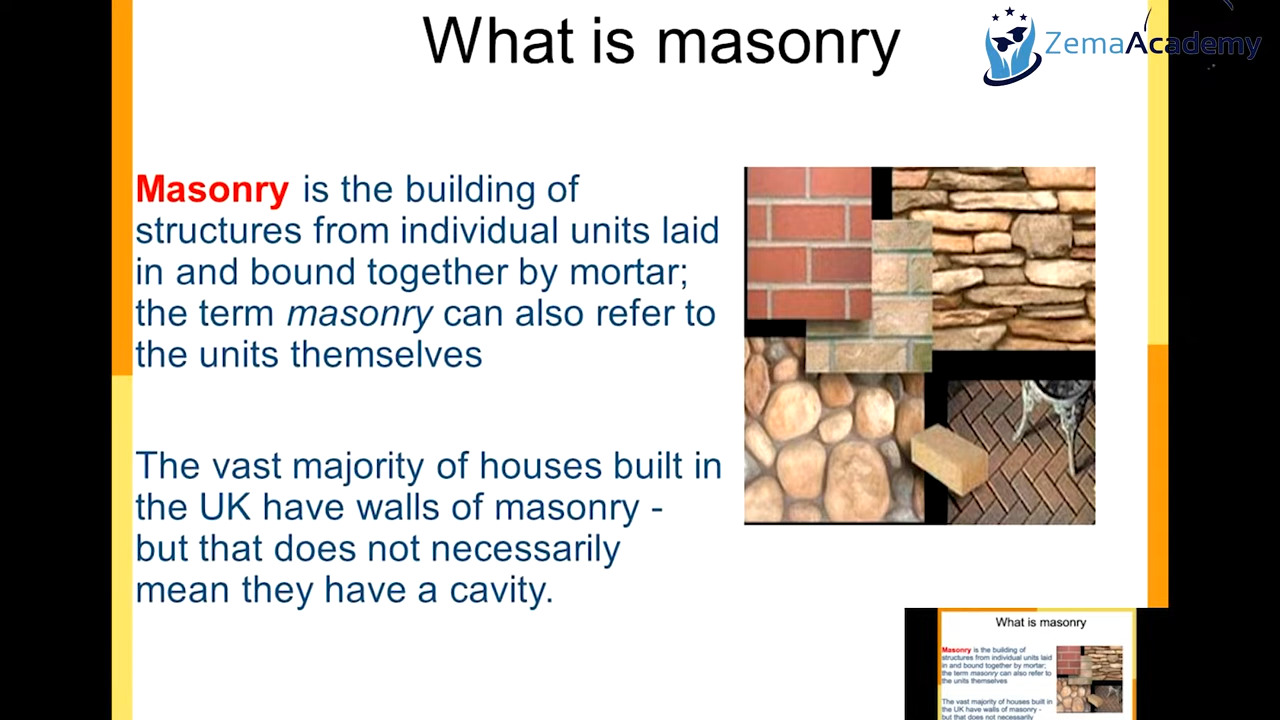 What is masonry
ZemaAcademy
Masonry is the building of
structures from individual units laid
in and bound together by mortar;
the term masonry can also refer to
the units themselves
The vast majority of houses built in
the UK have walls of masonry -
but that does not necessarily
mean they have a cavity.
What is masonry
Masonry is the building of
structures from individual units laid
in and bound together by mortar;
the term masonry can also refer to
the units themselves
The vast majority of houses built in
the UK have walls of masonry -
but that does not necessarily